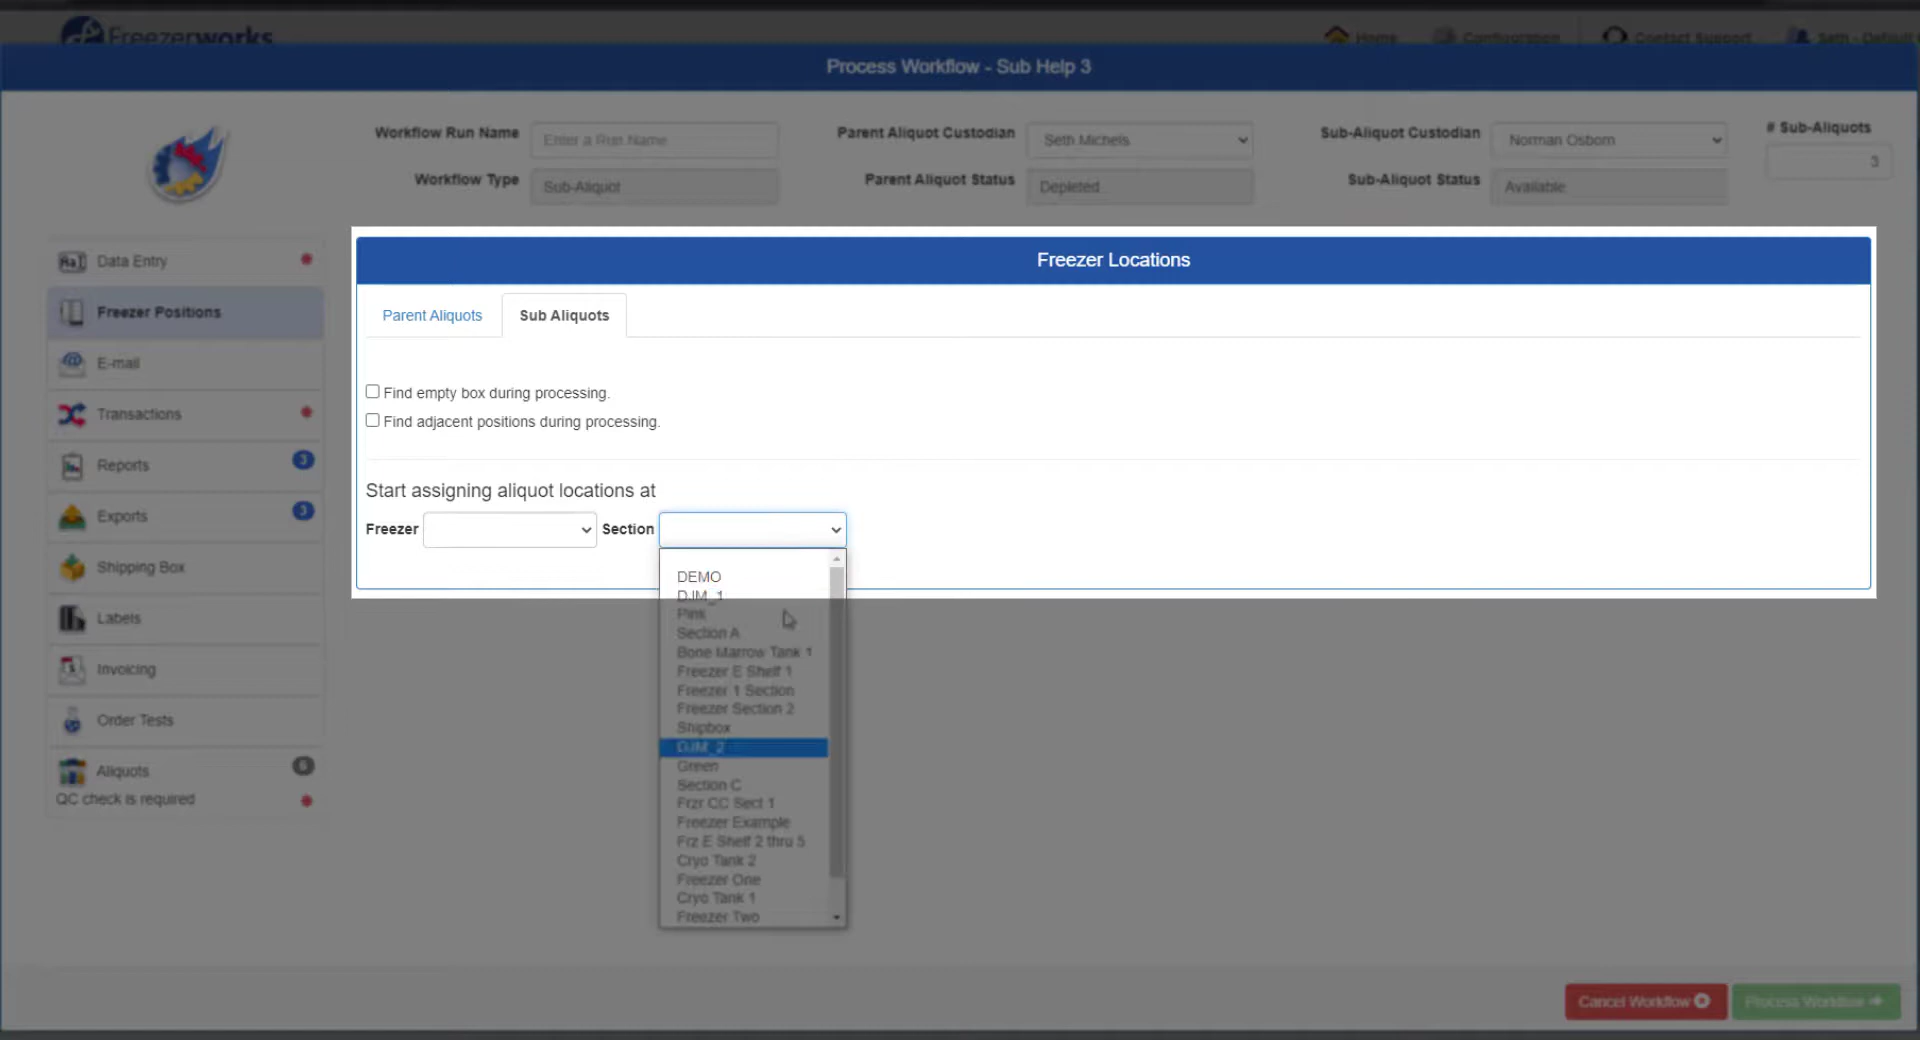 Freezerworks
Home
Configuration
Contact Support
Seth - Default
Process Workflow - Sub Help 3
Workflow Run Name
Enter a Run Name
Parent Aliquot Custodian
Seth Michels
Sub-Aliquot Custodian
Norman Osborn
# Sub-Aliquots
3
Workflow Type
Sub-Aliquot
Parent Aliquot Status
Depleted
Sub-Aliquot Status
Available
Data Entry
Freezer Positions
E-mail
Transactions
Reports
3
Exports
3
Shipping Box
Labels
Invoicing
Order Tests
Aliquots
6
QC check is required
Freezer Locations
Parent Aliquots
Sub Aliquots
Find empty box during processing.
Find adjacent positions during processing.
Start assigning aliquot locations at
Freezer
Section
DEMO
DJM_1
Pink
Section A
Bone Marrow Tank 1
Freezer E Shelf 1
Freezer 1 Section
Freezer Section 2
Shipbox
DJM_2
Green
Section C
Frzr CC Sect 1
Freezer Example
Frz E Shelf 2 thru 5
Cryo Tank 2
Freezer One
Cryo Tank 1
Freezer Two
Cancel Workflow
Process Workflow